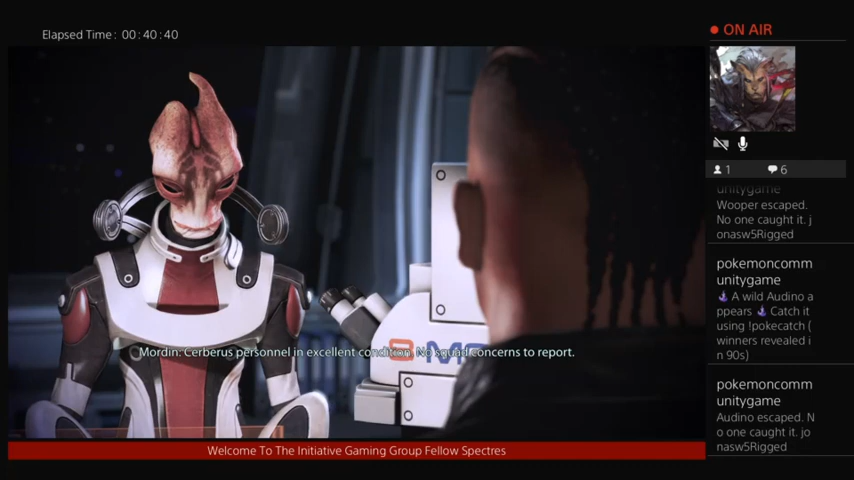 Elapsed Time: 00:40:40
ON AIR
1
6
unitygame
Wooper escaped.
No one caught it. j
onasw5Rigged
pokemoncomm
unitygame
A wild Audino a
ppears Catch it
using !pokecatch (
winners revealed i
n 90s)
pokemoncomm
unitygame
Audino escaped. N
o one caught it. jo
nasw5Rigged
Mordin: Cerberus personnel in excellent condition. No squad concerns to report.
Welcome To The Initiative Gaming Group Fellow Spectres